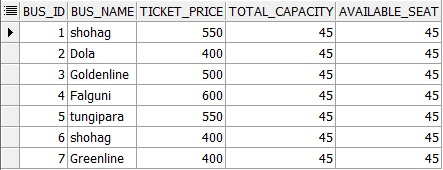 BUS_ID BUS_NAME TICKET_PRICE TOTAL_CAPACITY AVAILABLE_SEAT
1 shohag 550 45 45
2 Dola 400 45 45
3 Goldenline 500 45 45
4 Falguni 600 45 45
5 tungipara 550 45 45
6 shohag 400 45 45
7 Greenline 400 45 45